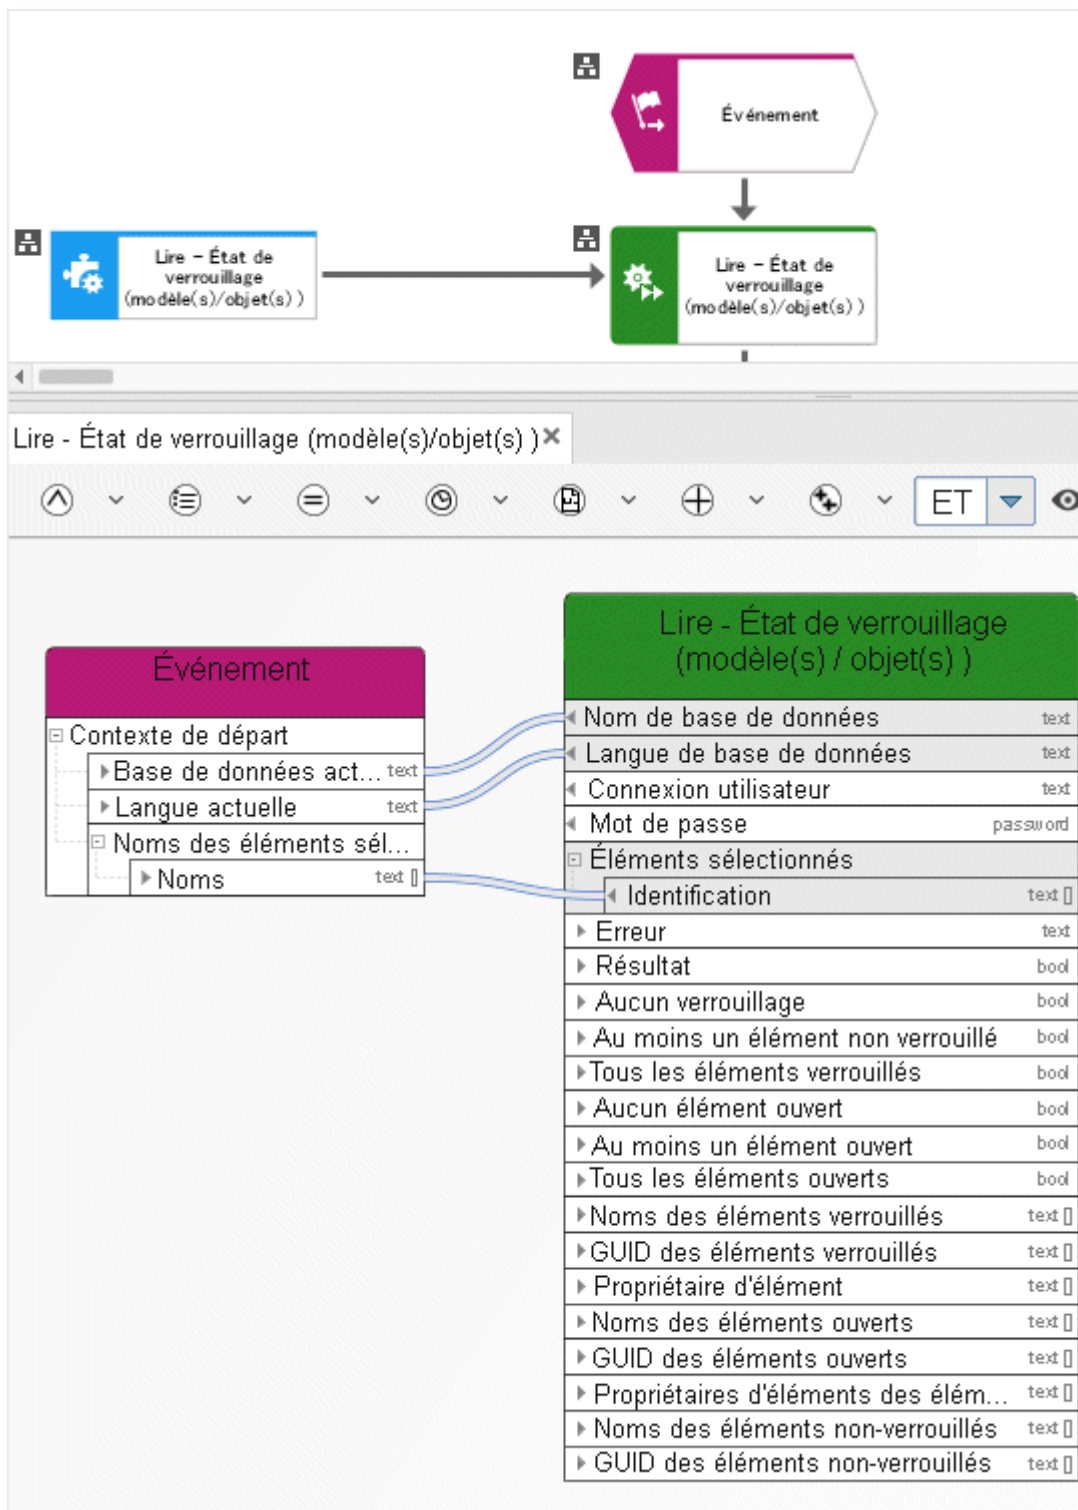 Événement
Lire – État de
verrouillage
(modèle(s)/objet(s) )
Lire – État de
verrouillage
(modèle(s)/objet(s) )
Lire - État de verrouillage (modèle(s)/objet(s) )
ET
Événement
Contexte de départ
Base de données act... text
Langue actuelle text
Noms des éléments sél...
Noms text []
Lire - État de verrouillage
(modèle(s) / objet(s) )
Nom de base de données text
Langue de base de données text
Connexion utilisateur text
Mot de passe password
Éléments sélectionnés
Identification text []
Erreur text
Résultat bool
Aucun verrouillage bool
Au moins un élément non verrouillé bool
Tous les éléments verrouillés bool
Aucun élément ouvert bool
Au moins un élément ouvert bool
Tous les éléments ouverts bool
Noms des éléments verrouillés text []
GUID des éléments verrouillés text []
Propriétaire d'élément text []
Noms des éléments ouverts text []
GUID des éléments ouverts text []
Propriétaires d'éléments des élém... text []
Noms des éléments non-verrouillés text []
GUID des éléments non-verrouillés text []